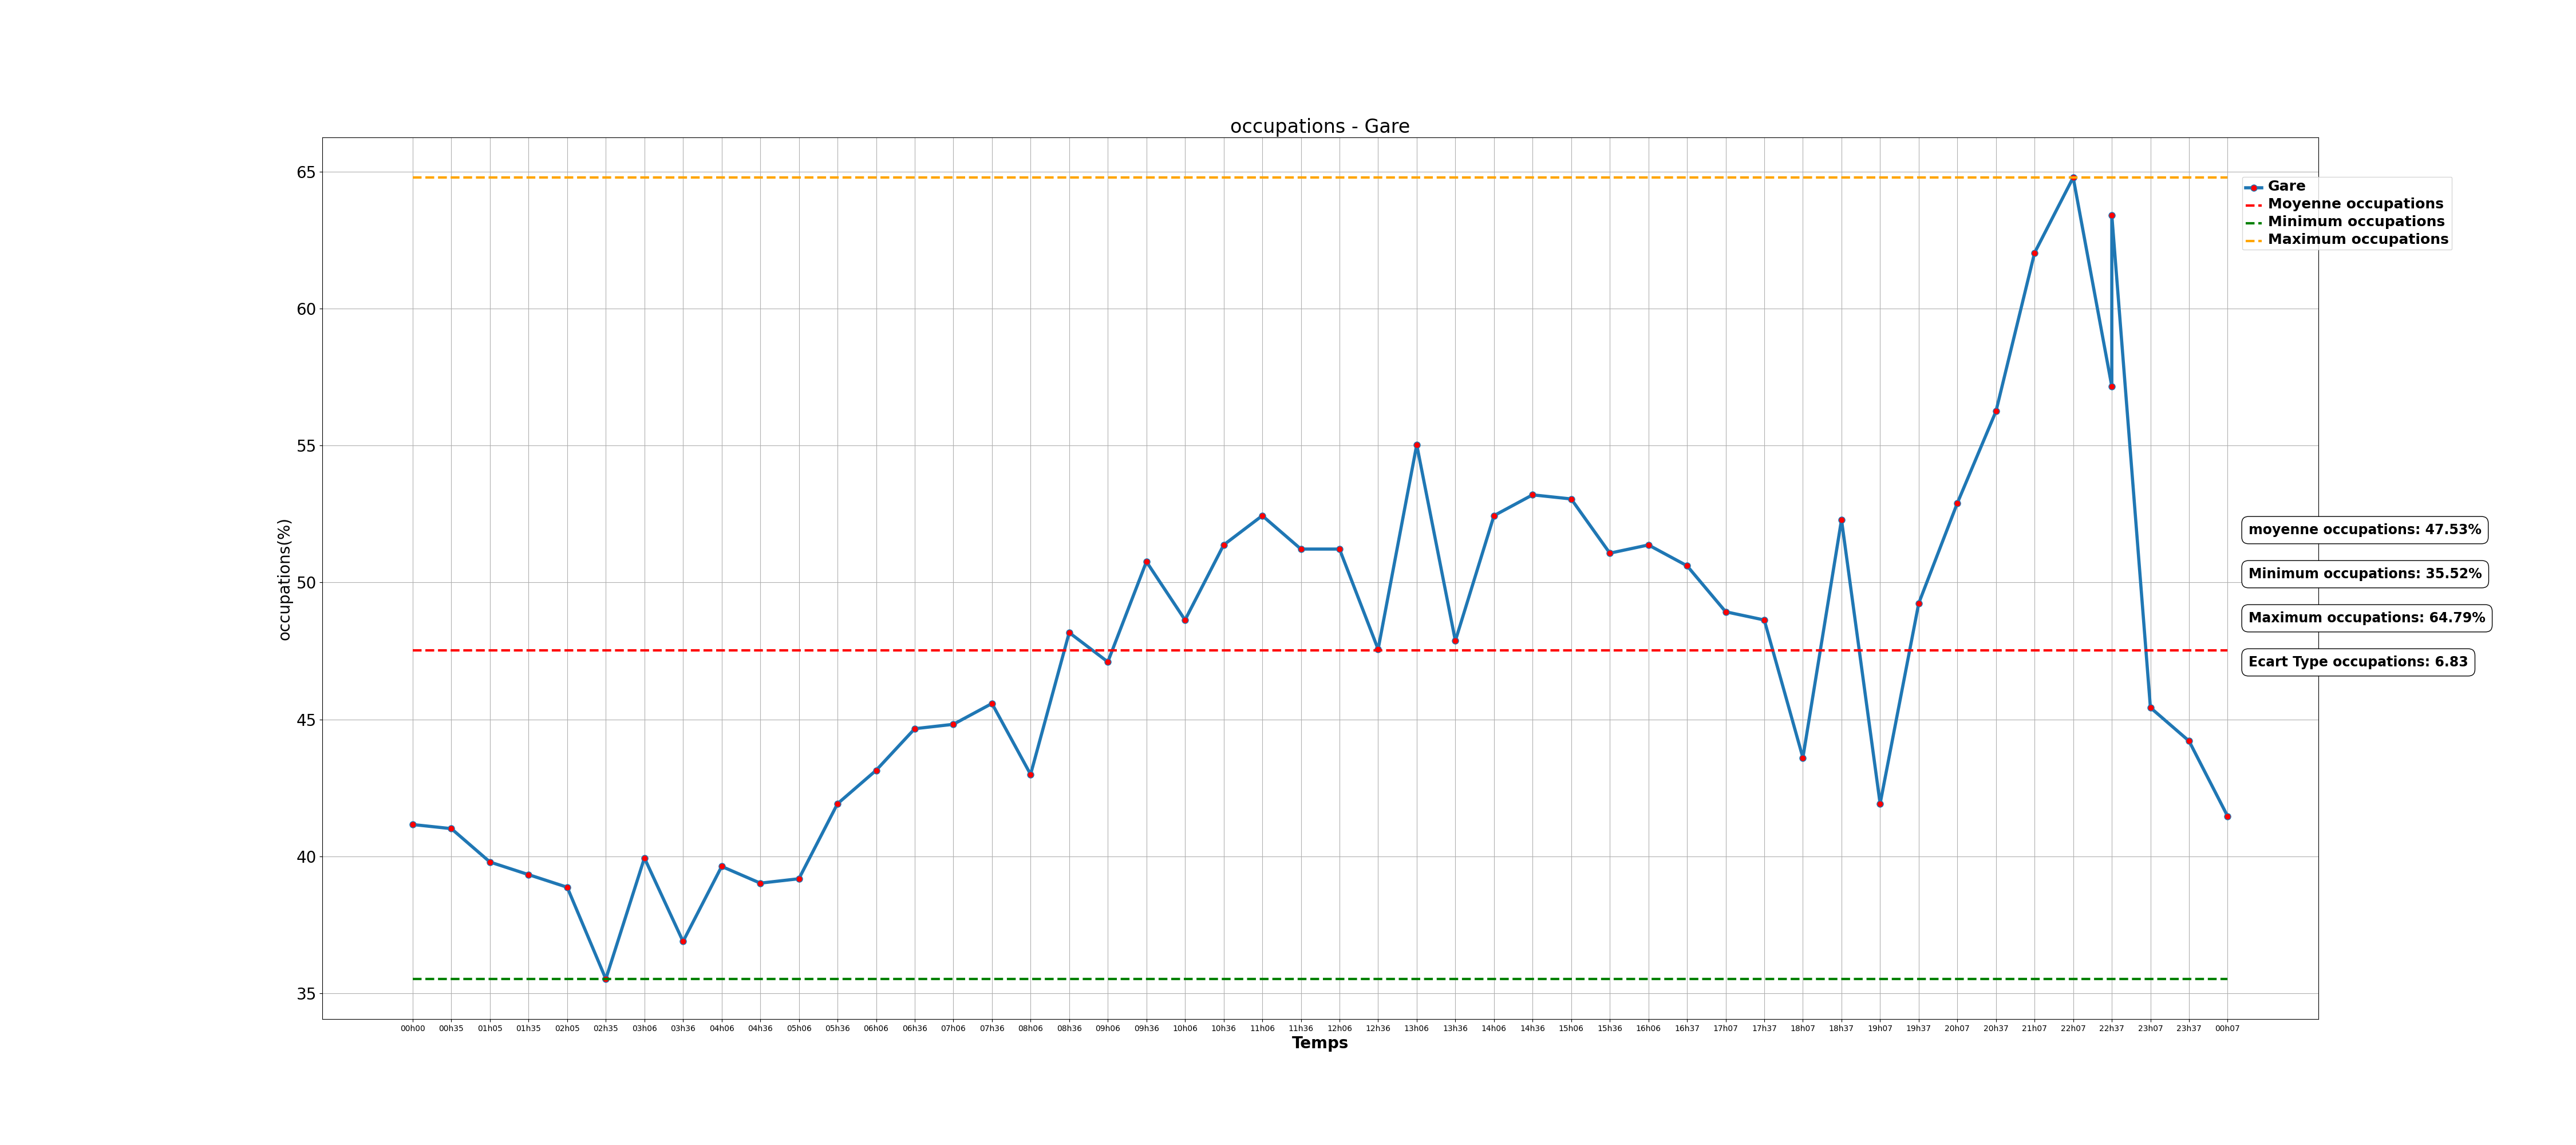 occupations - Gare
65
60
55
50
45
40
35
occupations(%)
Gare
Moyenne occupations
Minimum occupations
Maximum occupations
moyenne occupations: 47.53%
Minimum occupations: 35.52%
Maximum occupations: 64.79%
Ecart Type occupations: 6.83
00h00 00h35 01h05 01h35 02h05 02h35 03h06 03h36 04h06 04h36 05h06 05h36 06h06 06h36 07h06 07h36 08h06 08h36 09h06 09h36 10h06 10h36 11h06 11h36 12h06 12h36 13h06 13h36 14h06 14h36 15h06 15h36 16h06 16h37 17h07 17h37 18h07 18h37 19h07 19h37 20h07 20h37 21h07 22h07 22h37 23h07 23h37 00h07
Temps